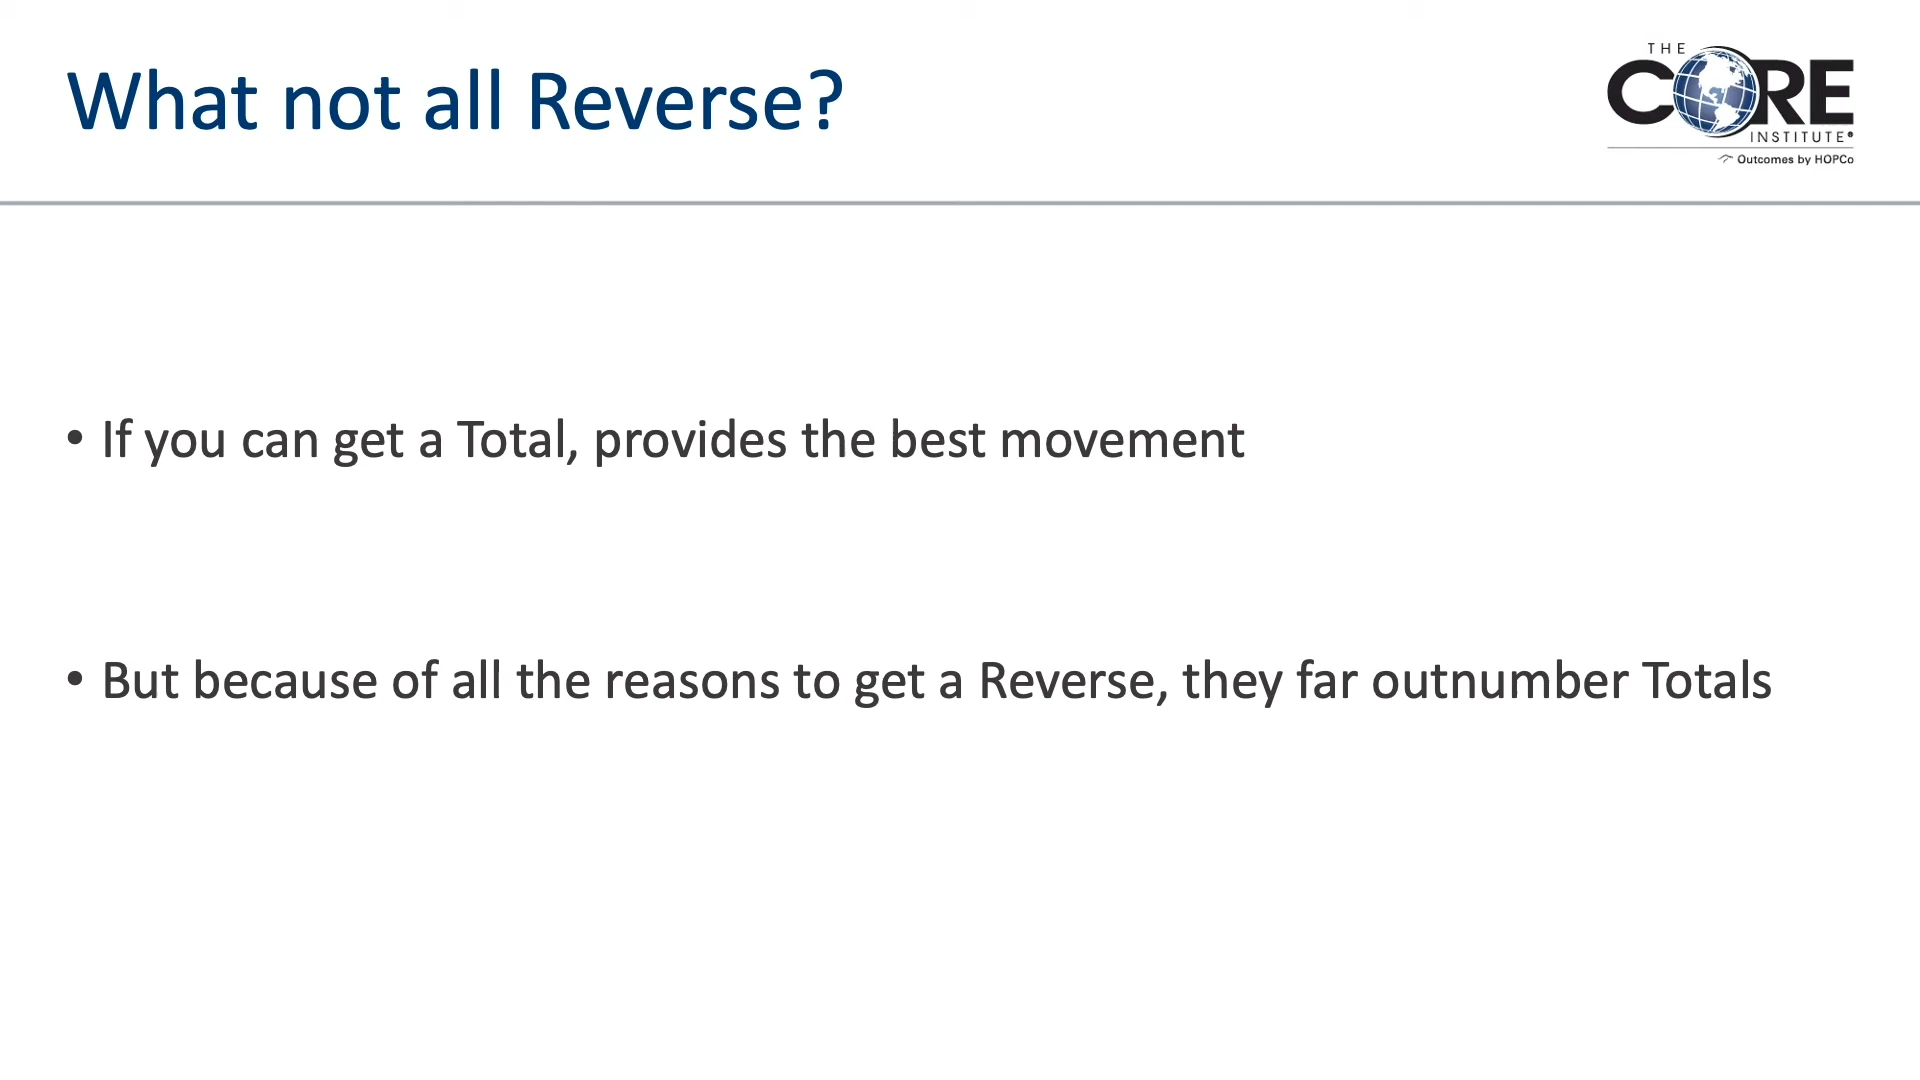 What not all Reverse?
THE
CORE
INSTITUTE®
Outcomes by HOPCo
• If you can get a Total, provides the best movement
• But because of all the reasons to get a Reverse, they far outnumber Totals